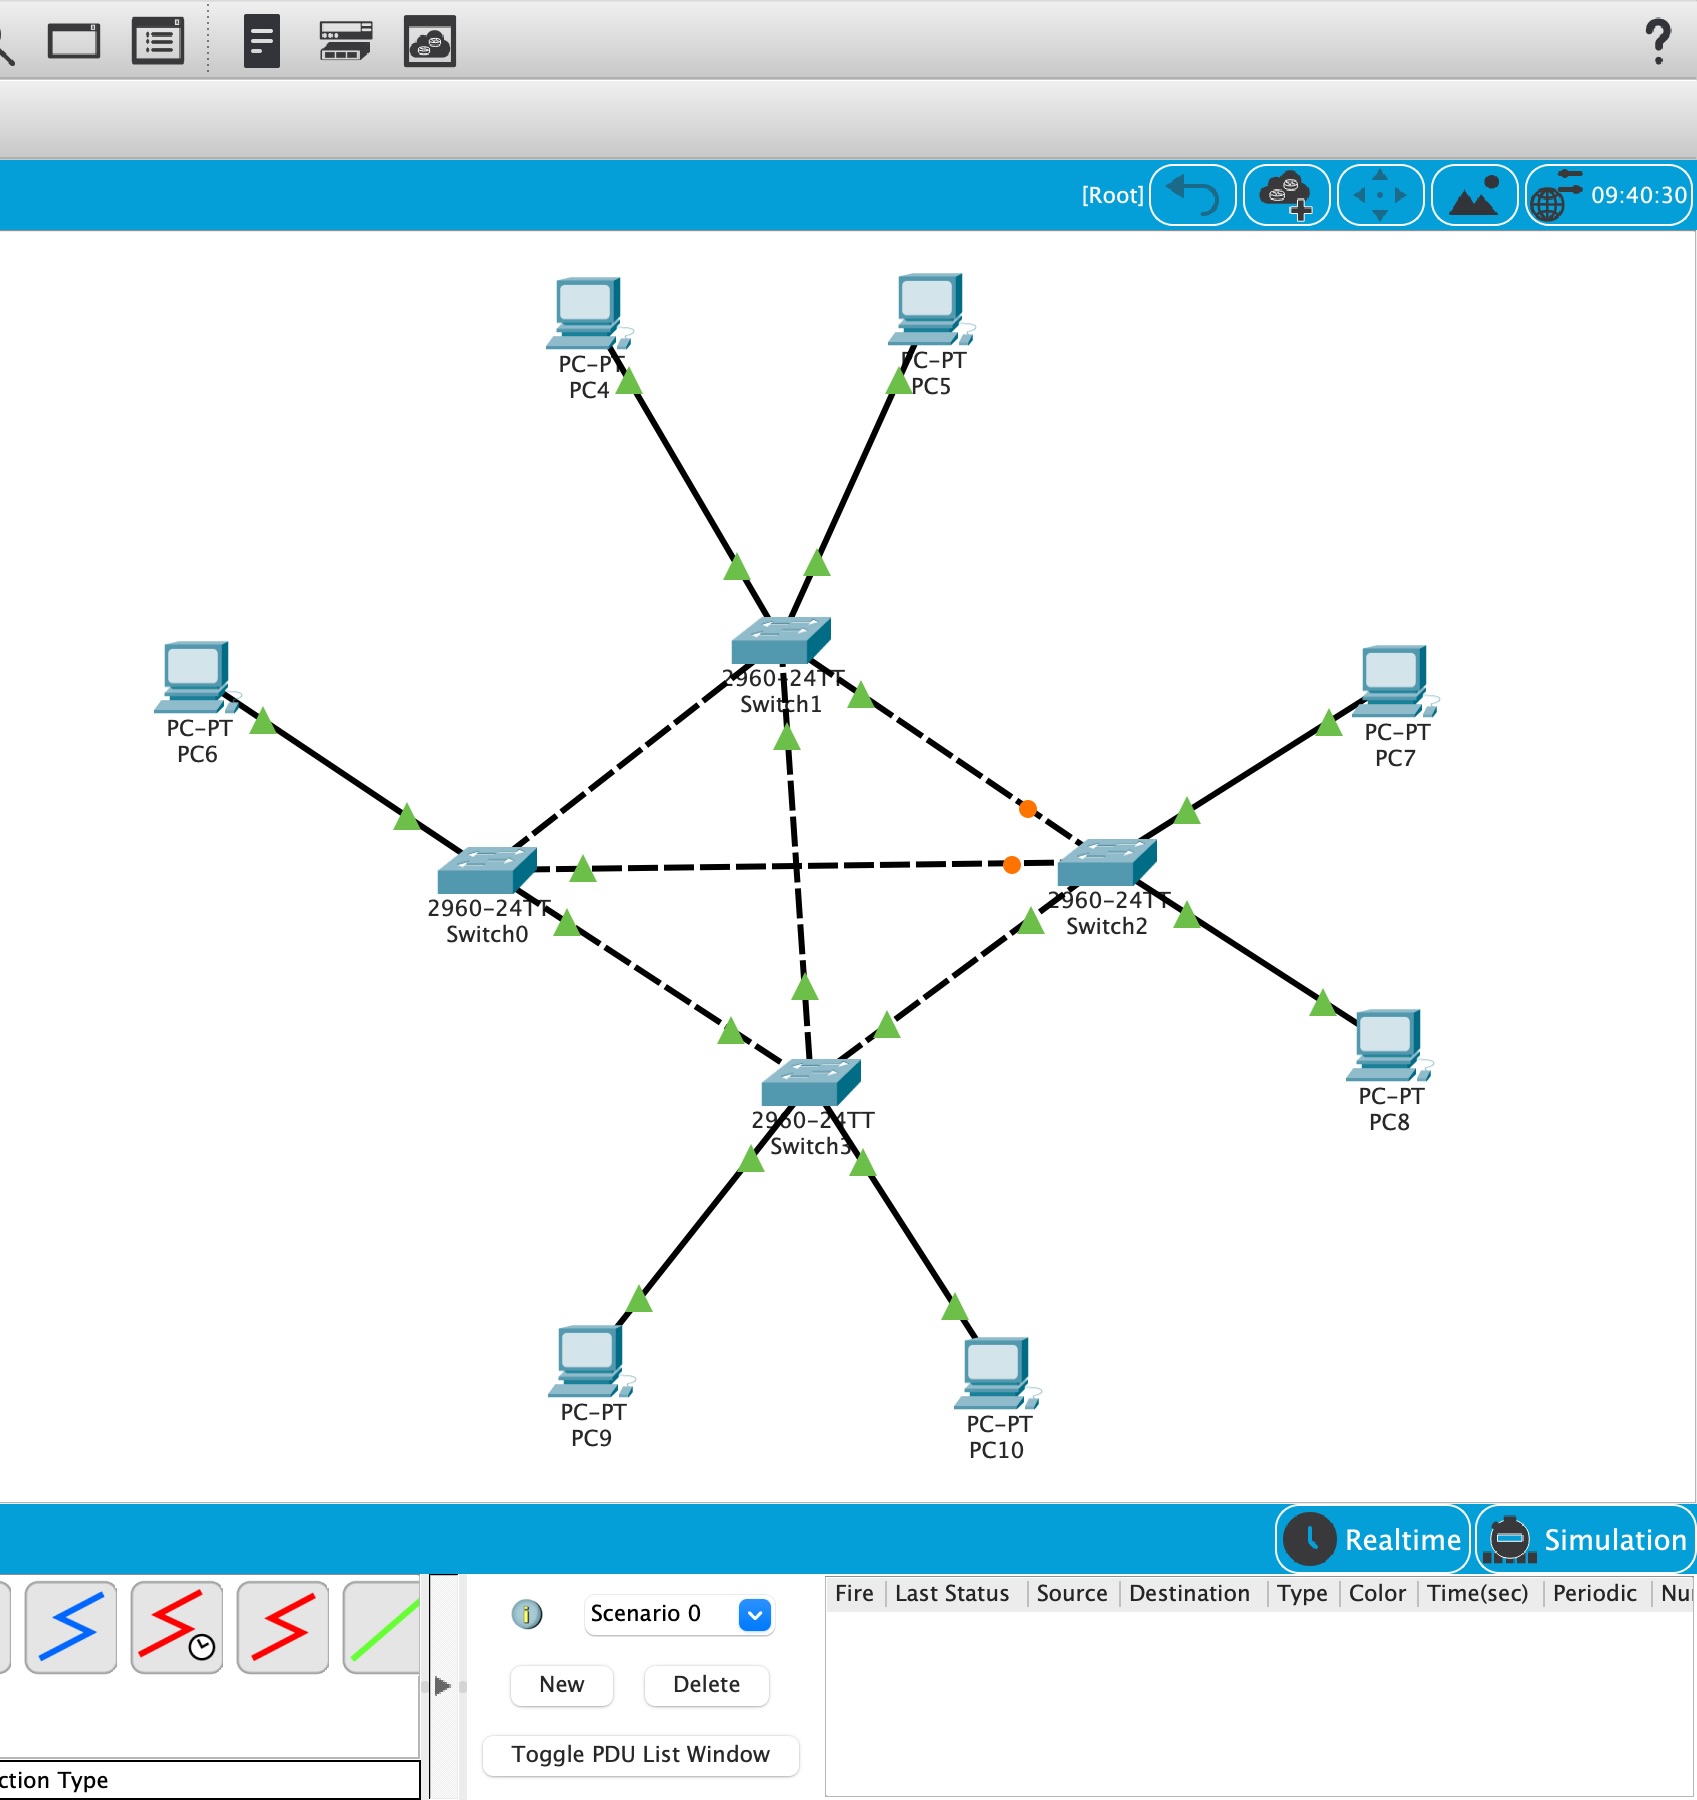 [Root]
09:40:30
PC-PT
PC4
PC-PT
PC5
2960-24TT
Switch1
PC-PT
PC6
PC-PT
PC7
2960-24TT
Switch0
2960-24TT
Switch2
PC-PT
PC8
2960-24TT
Switch3
PC-PT
PC9
PC-PT
PC10
Realtime
Simulation
Scenario 0
New
Delete
Toggle PDU List Window
Fire Last Status Source Destination Type Color Time(sec) Periodic Nu
ction Type